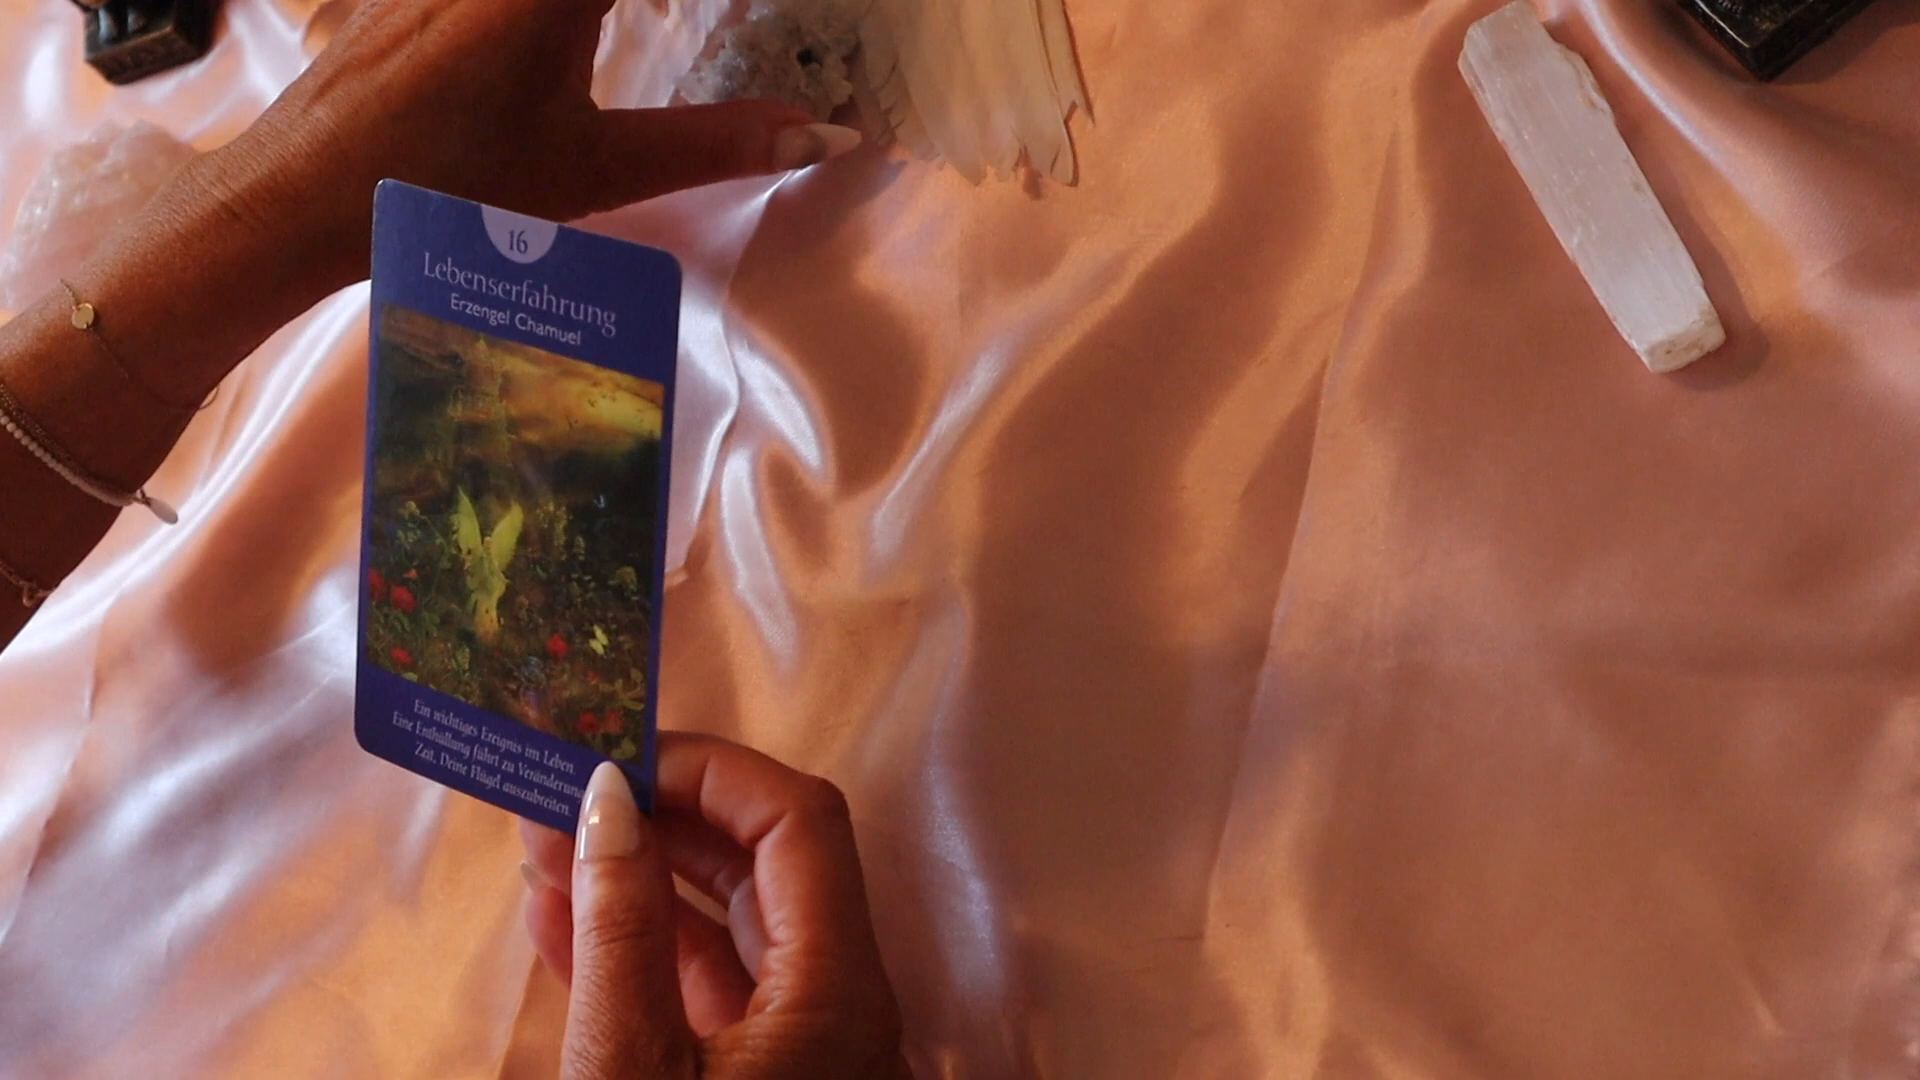 16
Lebenserfahrung
Erzengel Chamuel
Ein wichtiges Ereignis im Leben.
Eine Enthüllung führt zu Veränderung
Zeit, Deine Flügel auszubreiten.